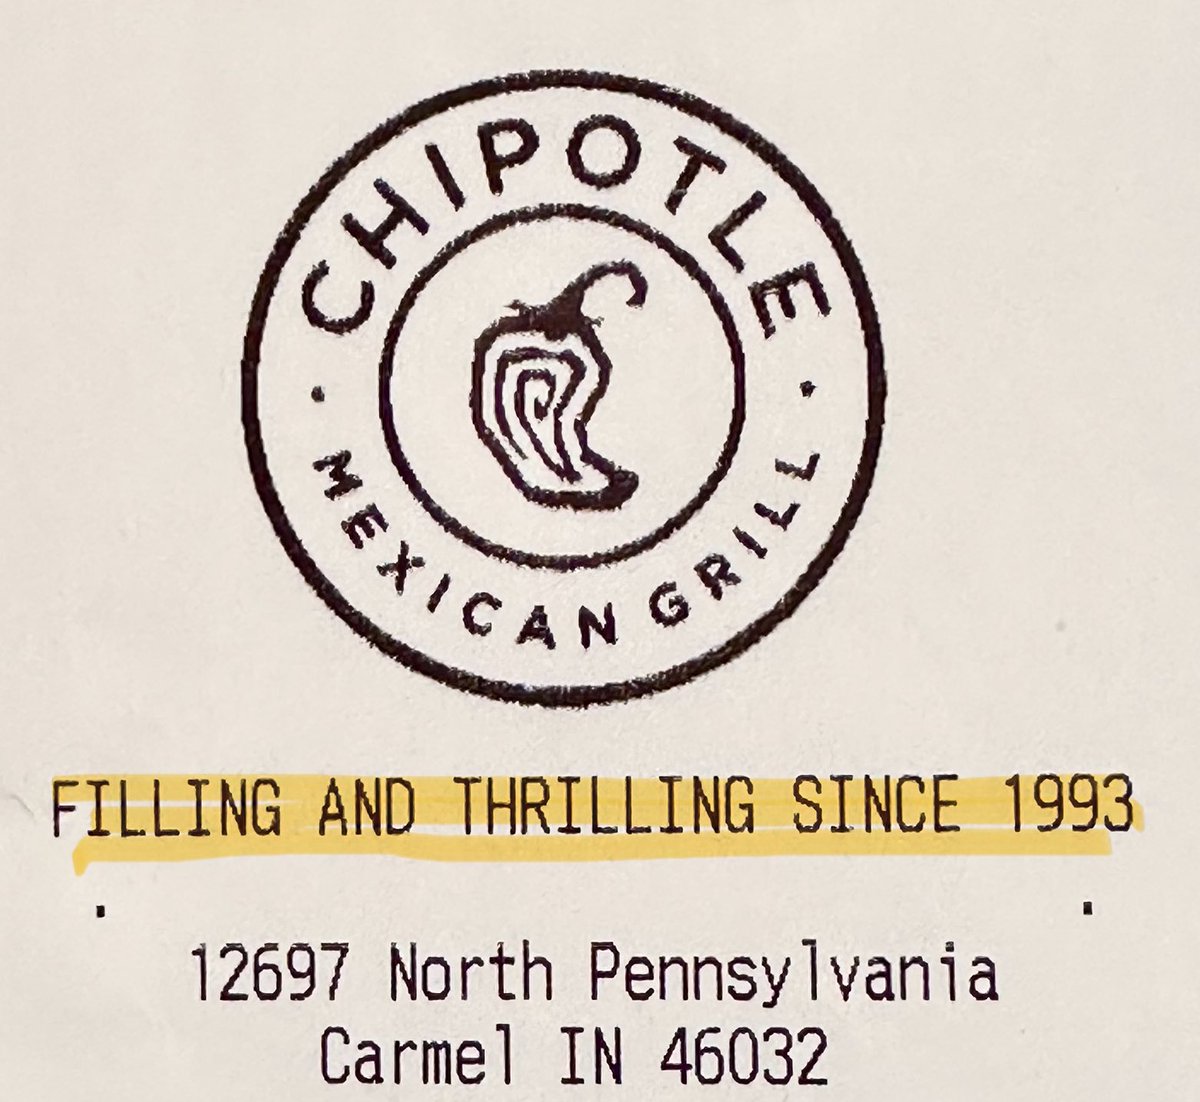 CHIPOTLE
MEXICAN GRILL
FILLING AND THRILLING SINCE 1993
12697 North Pennsylvania
Carmel IN 46032